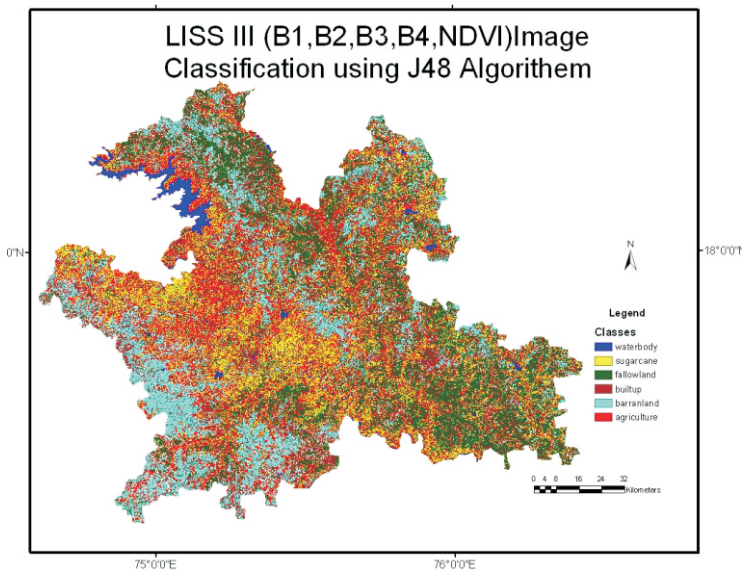 LISS III (B1,B2,B3,B4,NDVI)Image
Classification using J48 Algorithem
0"N
18°0'0"N
N
Legend
Classes
waterbody
sugarcane
fallowland
builtup
barranland
agriculture
0 4 8 16 24 32
Kilometers
75°0'0"E
76°0'0"E